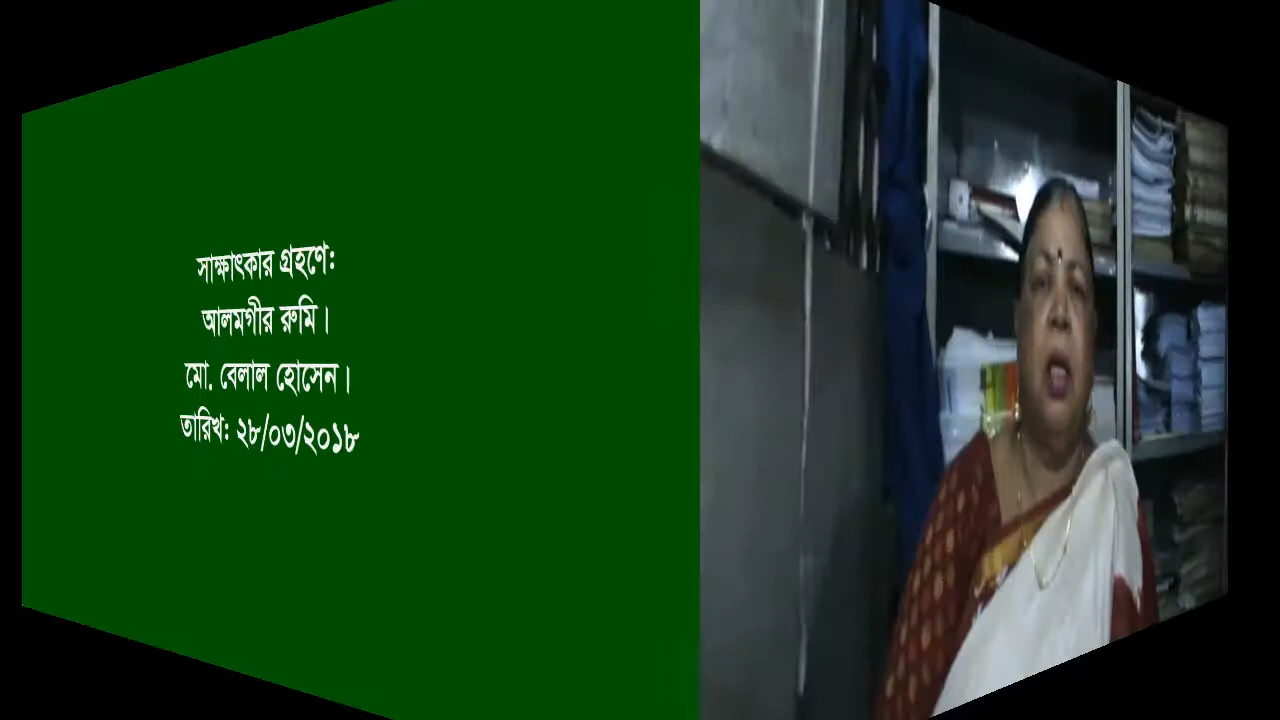 সাক্ষাৎকার গ্রহণে:
আলমগীর রুমি।
মো. বেলাল হোসেন।
তারিখ: ২৮/০৩/২০১৮